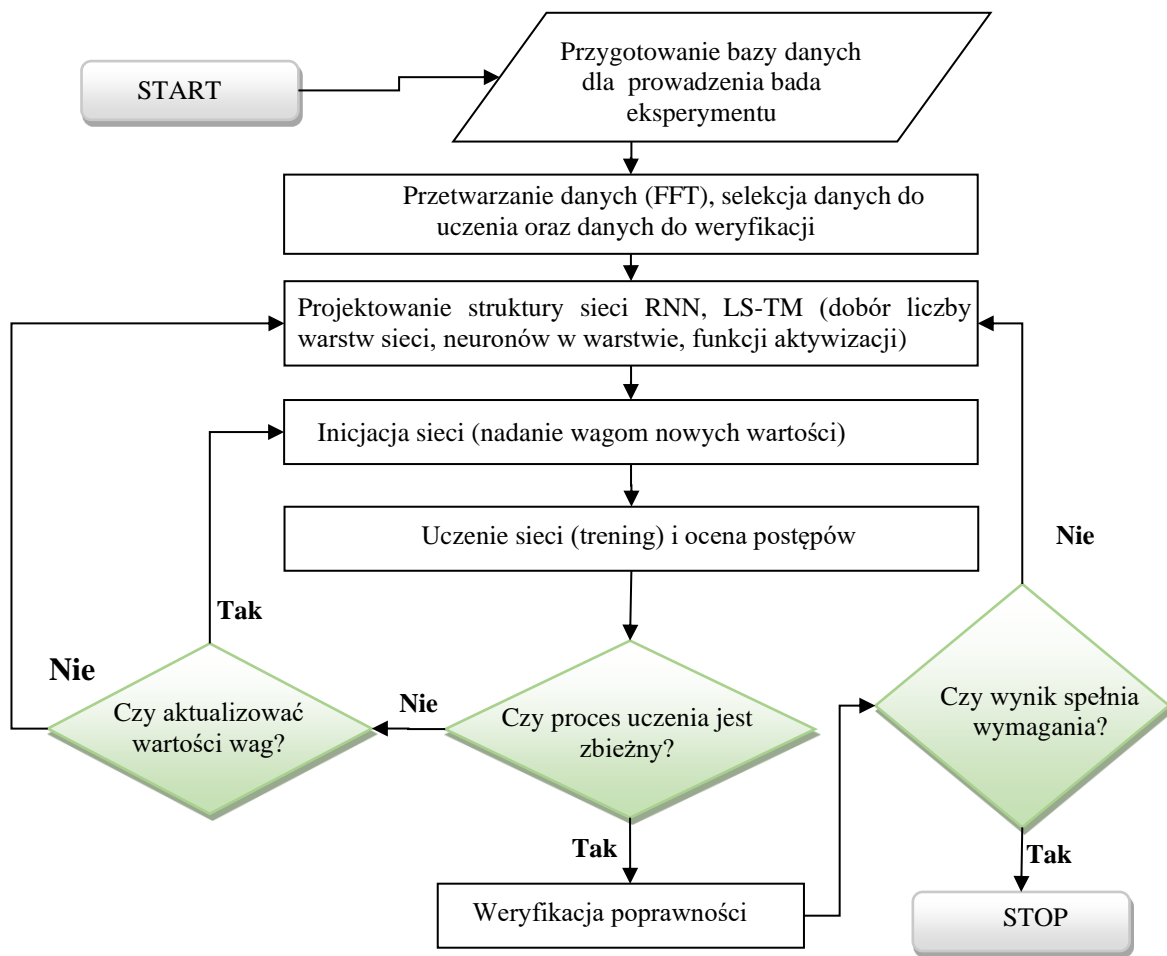 START
Przygotowanie bazy danych
dla prowadzenia bada
eksperymentu
Przetwarzanie danych (FFT), selekcja danych do
uczenia oraz danych do weryfikacji
Projektowanie struktury sieci RNN, LS-TM (dobór liczby
warstw sieci, neuronów w warstwie, funkcji aktywizacji)
Inicjacja sieci (nadanie wagom nowych wartości)
Uczenie sieci (trening) i ocena postępów
Nie
Tak
Nie
Czy aktualizować
wartości wag?
Nie
Czy proces uczenia jest
zbieżny?
Czy wynik spełnia
wymagania?
Tak
Tak
Weryfikacja poprawności
STOP